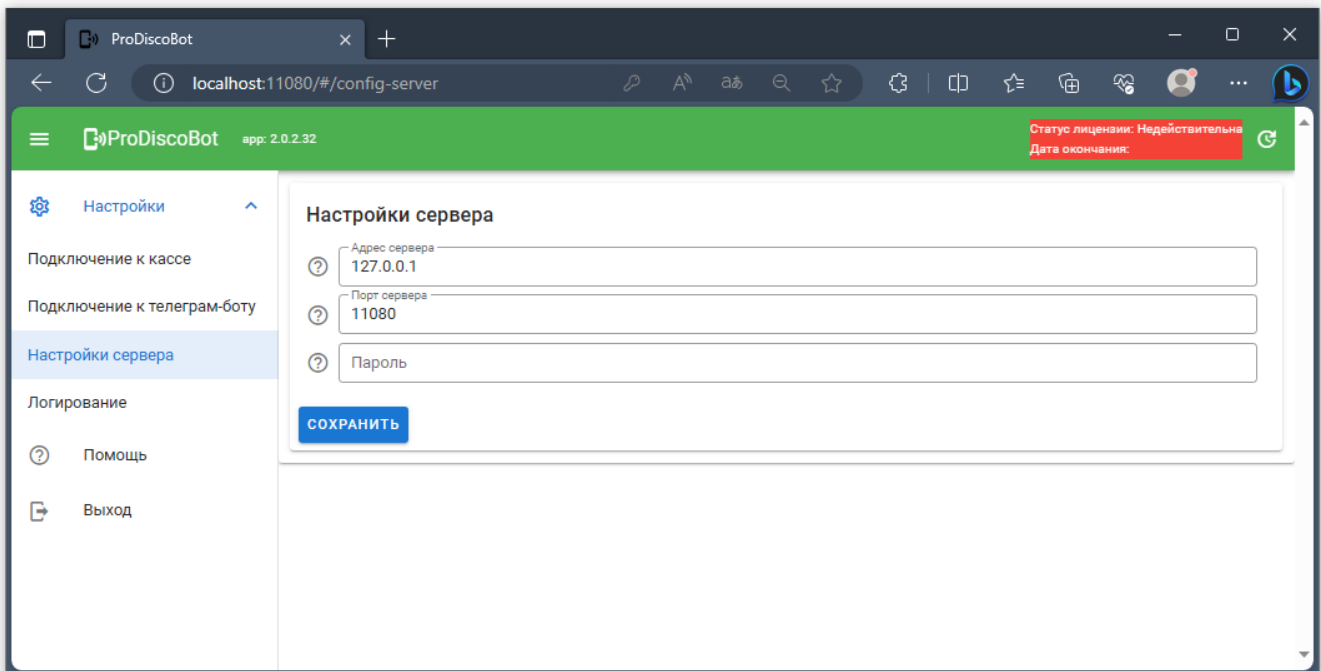 ProDiscoBot
localhost:11080/#/config-server
ProDiscoBot app: 2.0.2.32
Статус лицензии: Недействительна
Дата окончания:
Настройки
Подключение к кассе
Подключение к телеграм-боту
Настройки сервера
Логирование
Помощь
Выход
Настройки сервера
Адрес сервера
127.0.0.1
Порт сервера
11080
Пароль
СОХРАНИТЬ